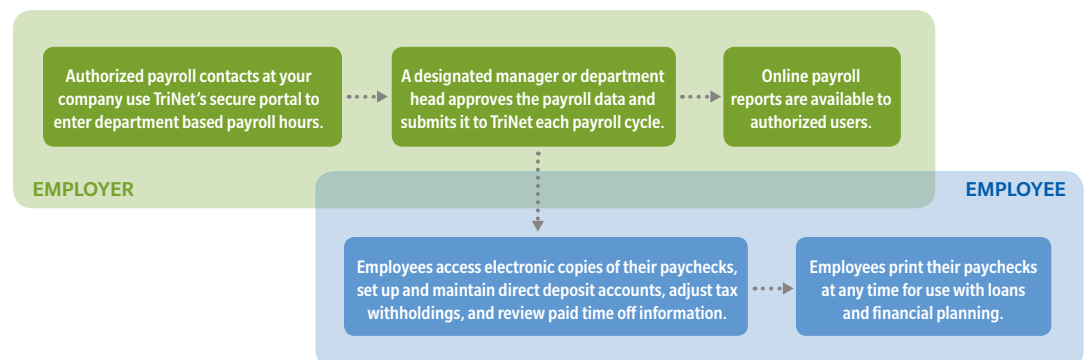 Authorized payroll contacts at your
company use TriNet's secure portal to
enter department based payroll hours.
A designated manager or department
head approves the payroll data and
submits it to TriNet each payroll cycle.
Online payroll
reports are available to
authorized users.
EMPLOYER
EMPLOYEE
Employees access electronic copies of their paychecks,
set up and maintain direct deposit accounts, adjust tax
withholdings, and review paid time off information.
Employees print their paychecks
at any time for use with loans
and financial planning.